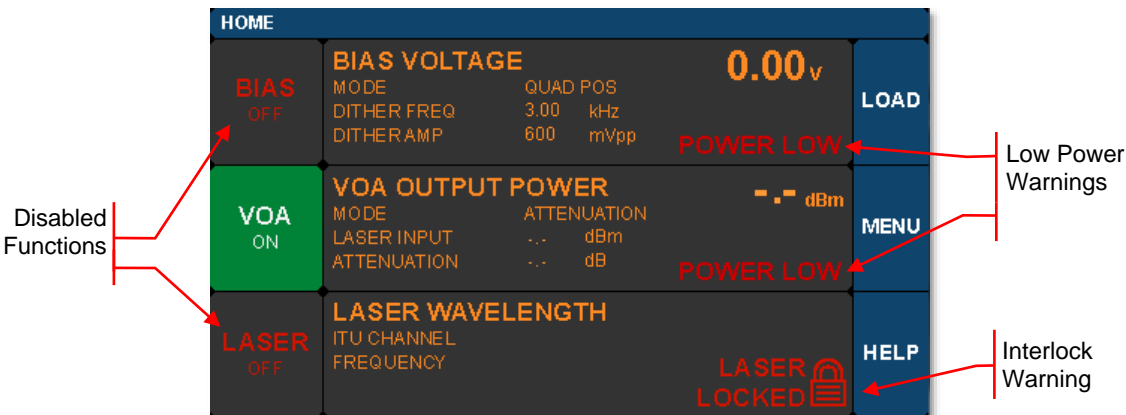 HOME
BIAS
OFF
BIAS VOLTAGE
0.00 v
MODE QUAD POS
DITHER FREQ 3.00 kHz
DITHER AMP 600 mVpp
POWER LOW
LOAD
VOA
ON
VOA OUTPUT POWER
-.- dBm
MODE ATTENUATION
LASER INPUT -.- dBm
ATTENUATION -.- dB
POWER LOW
MENU
LASER
OFF
LASER WAVELENGTH
ITU CHANNEL
FREQUENCY
LASER
LOCKED
HELP
Disabled
Functions
Low Power
Warnings
Interlock
Warning